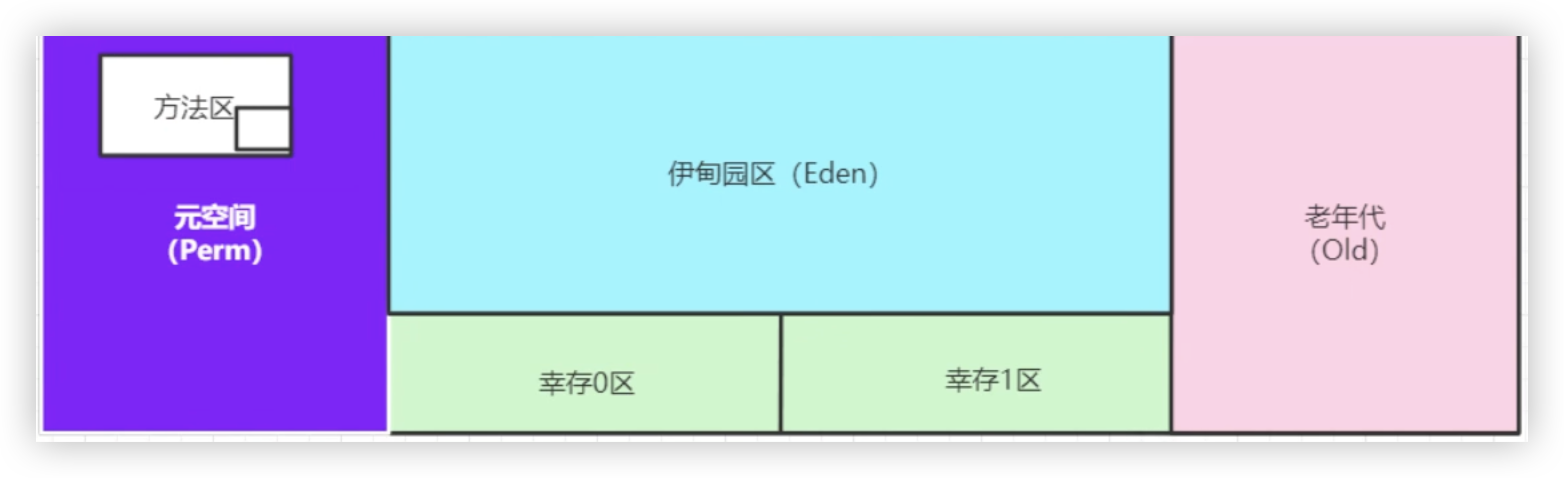 方法区
元空间
(Perm)
伊甸园区（Eden）
幸存0区
幸存1区
老年代
(Old)